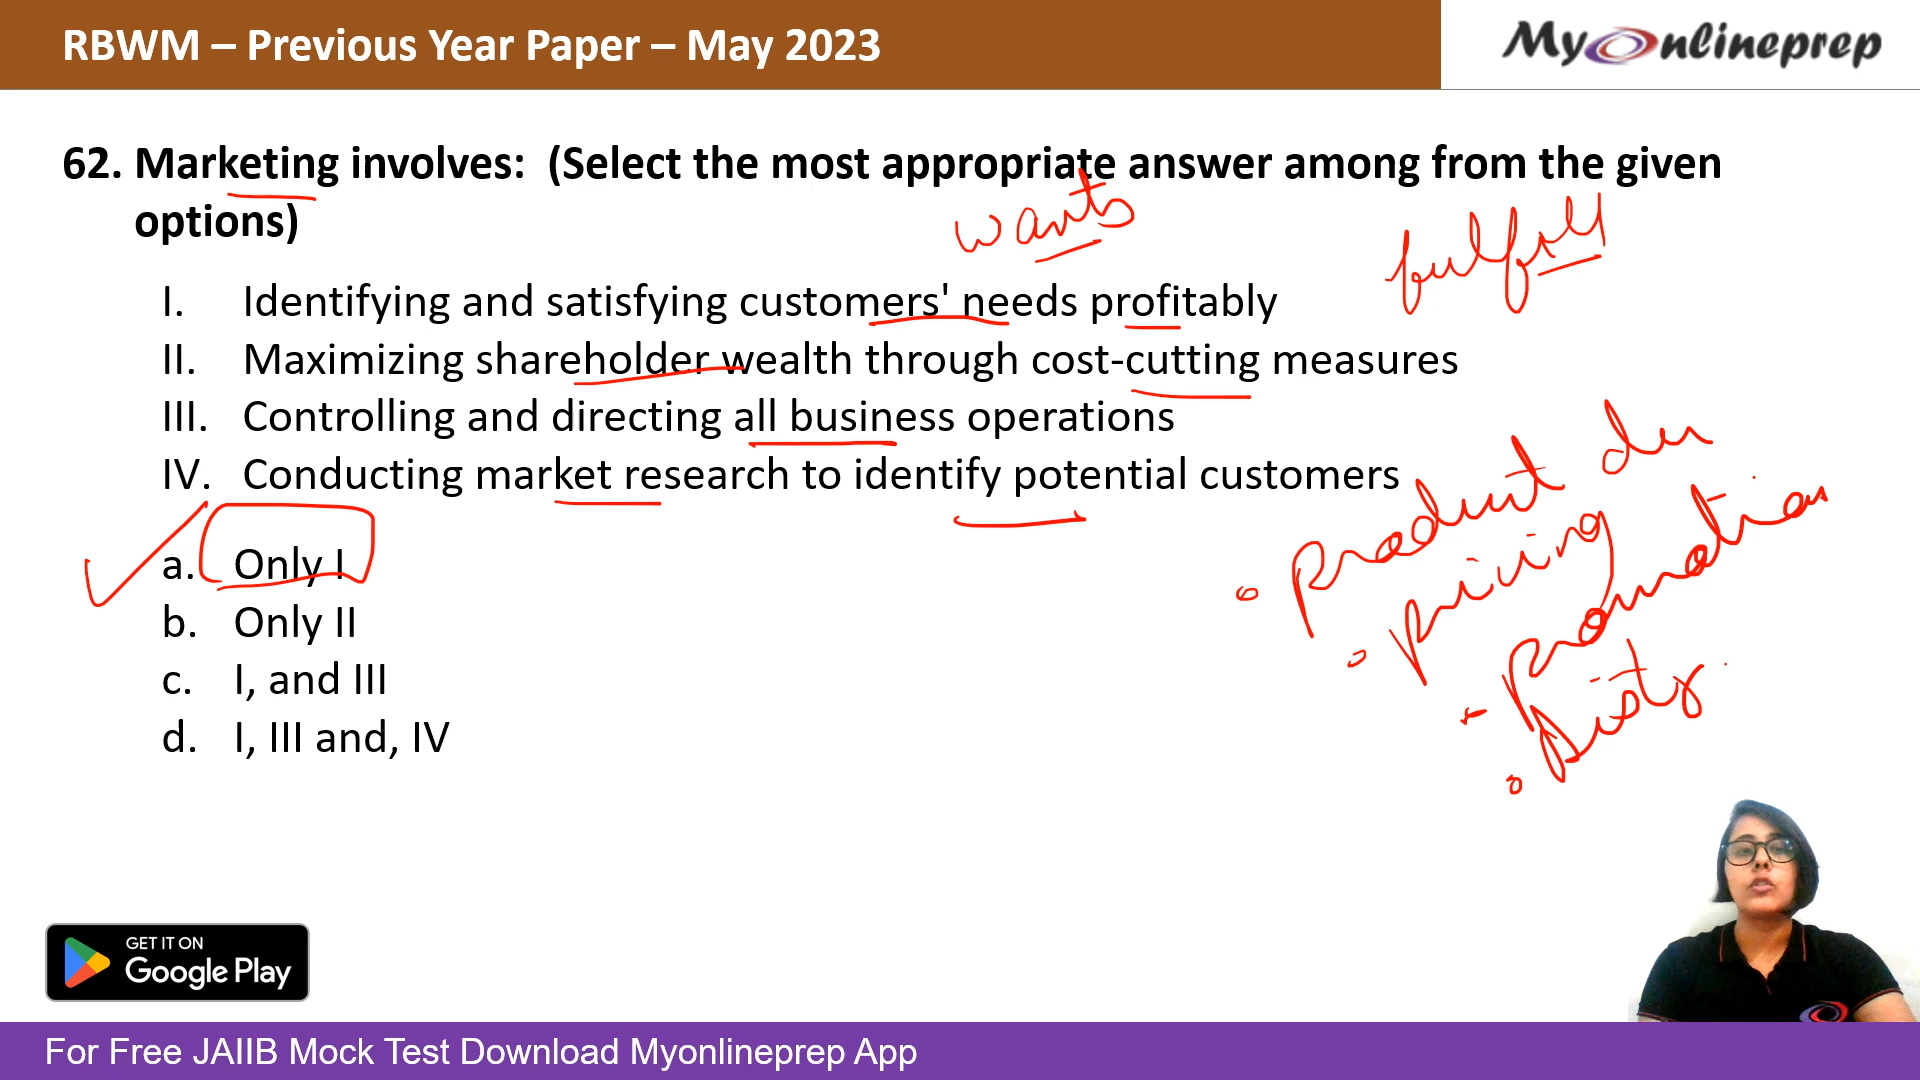 RBWM – Previous Year Paper – May 2023
MyOnlineprep
62. Marketing involves: (Select the most appropriate answer among from the given
options)
wants
fulfill
I. Identifying and satisfying customers' needs profitably
II. Maximizing shareholder wealth through cost-cutting measures
III. Controlling and directing all business operations
IV. Conducting market research to identify potential customers
Product dev
Pricing
Promotion
Distr
a. Only I
b. Only II
c. I, and III
d. I, III and, IV
GET IT ON
Google Play
For Free JAIIB Mock Test Download Myonlineprep App